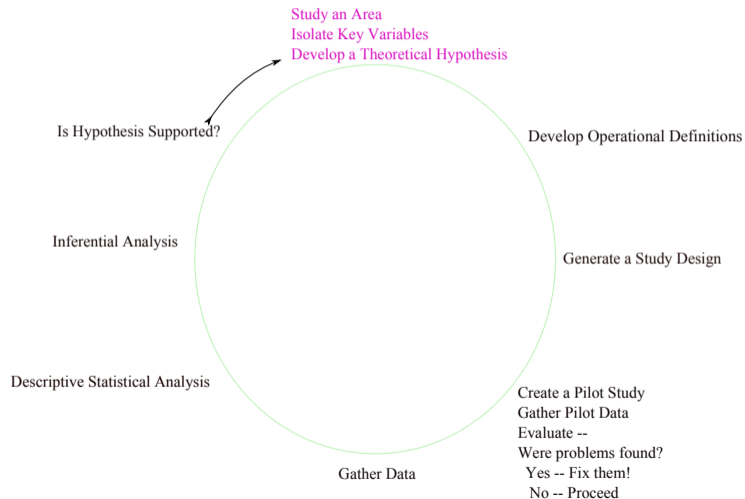 Study an Area
Isolate Key Variables
Develop a Theoretical Hypothesis
Is Hypothesis Supported?
Develop Operational Definitions
Inferential Analysis
Generate a Study Design
Descriptive Statistical Analysis
Create a Pilot Study
Gather Pilot Data
Evaluate --
Were problems found?
Yes -- Fix them!
No -- Proceed
Gather Data